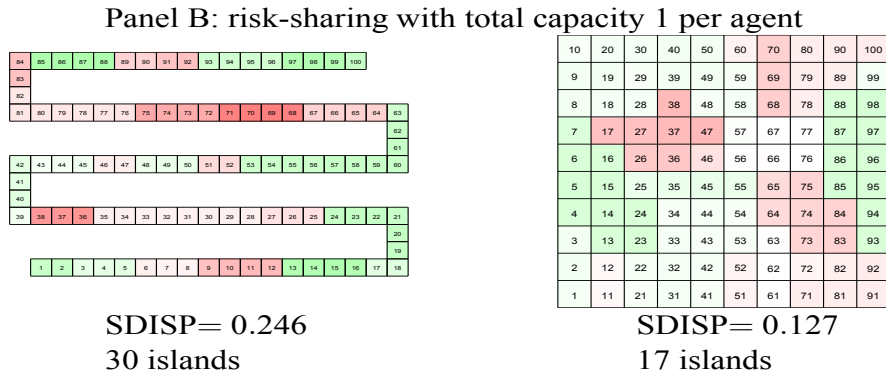 Panel B: risk-sharing with total capacity 1 per agent
84 85 86 87 88 89 90 91 92 93 94 95 96 97 98 99 100
83
82
81 80 79 78 77 76 75 74 73 72 71 70 69 68 67 66 65 64 63
62
61
42 43 44 45 46 47 48 49 50 51 52 53 54 55 56 57 58 59 60
41
40
39 38 37 36 35 34 33 32 31 30 29 28 27 26 25 24 23 22 21
20
19
1 2 3 4 5 6 7 8 9 10 11 12 13 14 15 16 17 18
SDISP= 0.246
30 islands
10 20 30 40 50 60 70 80 90 100
9 19 29 39 49 59 69 79 89 99
8 18 28 38 48 58 68 78 88 98
7 17 27 37 47 57 67 77 87 97
6 16 26 36 46 56 66 76 86 96
5 15 25 35 45 55 65 75 85 95
4 14 24 34 44 54 64 74 84 94
3 13 23 33 43 53 63 73 83 93
2 12 22 32 42 52 62 72 82 92
1 11 21 31 41 51 61 71 81 91
SDISP= 0.127
17 islands